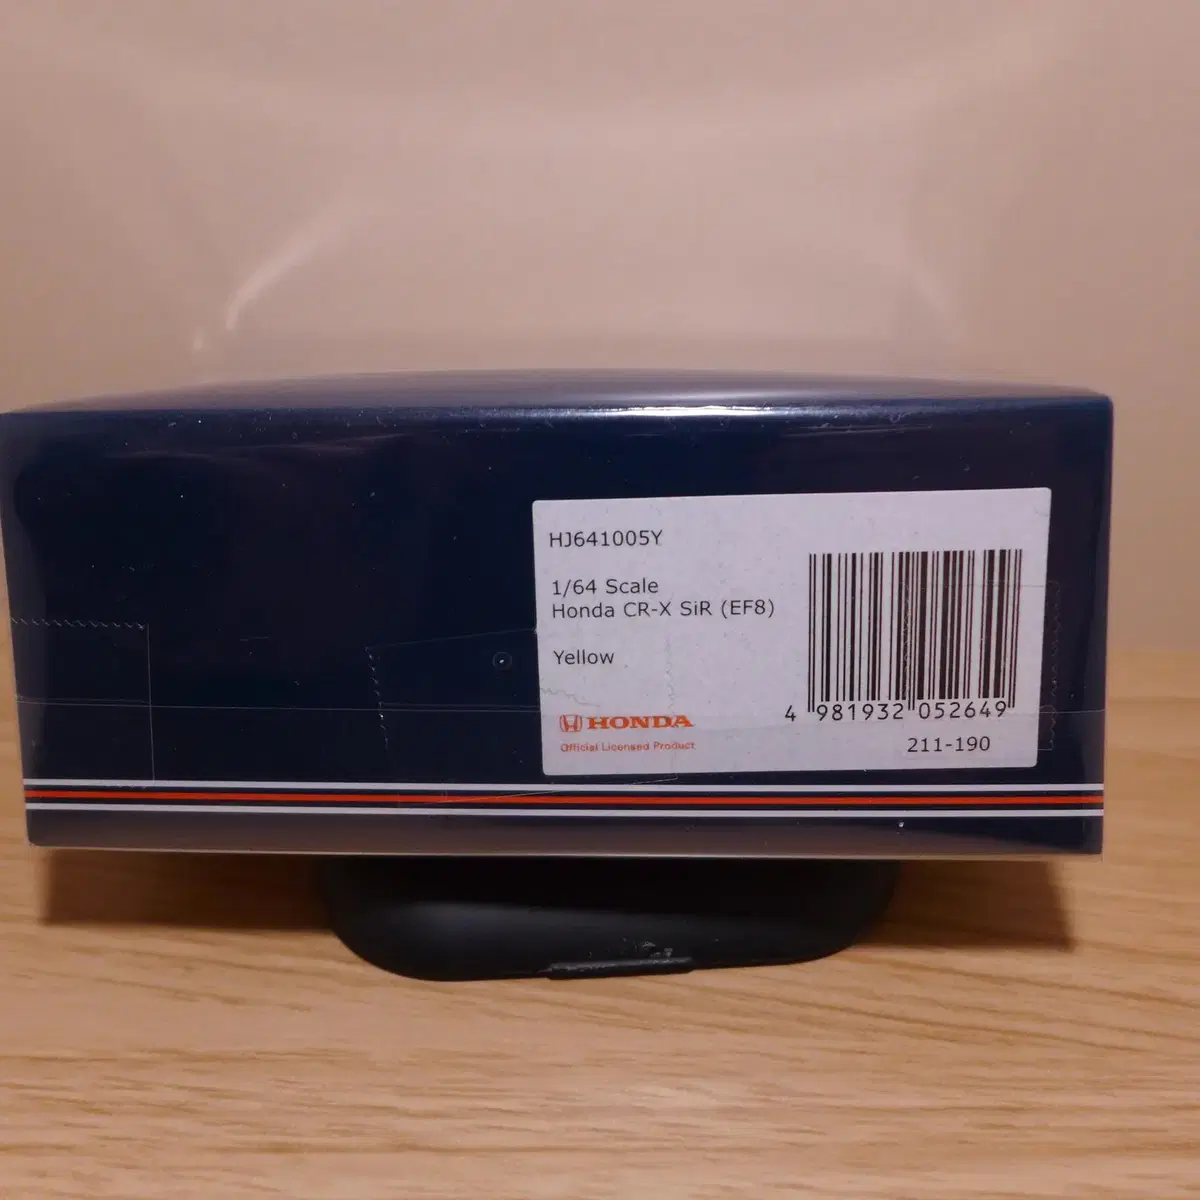 HJ641005Y
1/64 Scale
Honda CR-X SiR (EF8)
Yellow
HONDA
Official Licensed Product
4 981932 052649
211-190